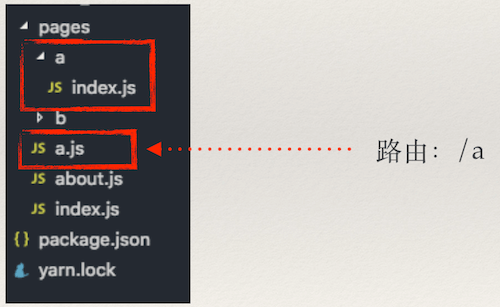 pages
a
JS index.js
b
JS a.js
路由: /a
JS about.js
JS index.js
{} package.json
yarn.lock